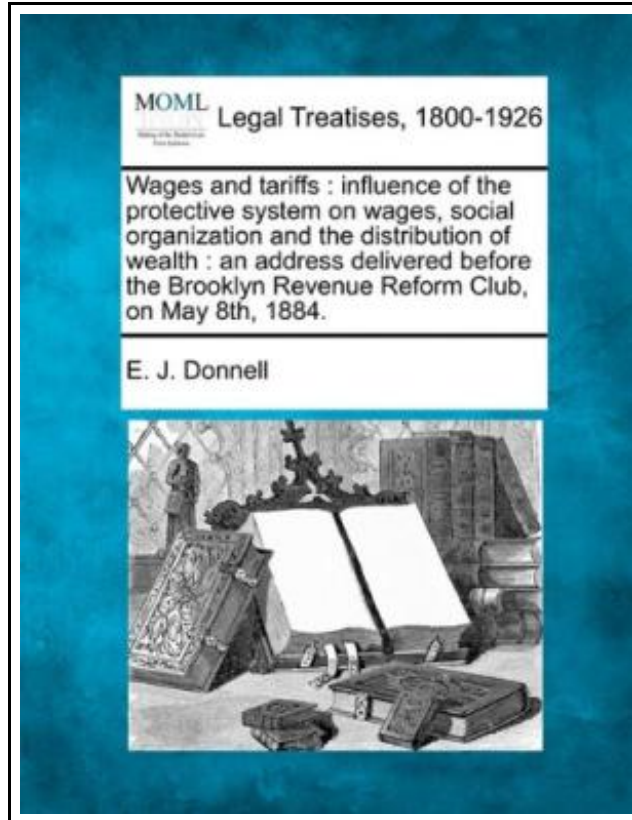 MOML
Legal Treatises, 1800-1926
Wages and tariffs : influence of the
protective system on wages, social
organization and the distribution of
wealth : an address delivered before
the Brooklyn Revenue Reform Club,
on May 8th, 1884.
E. J. Donnell